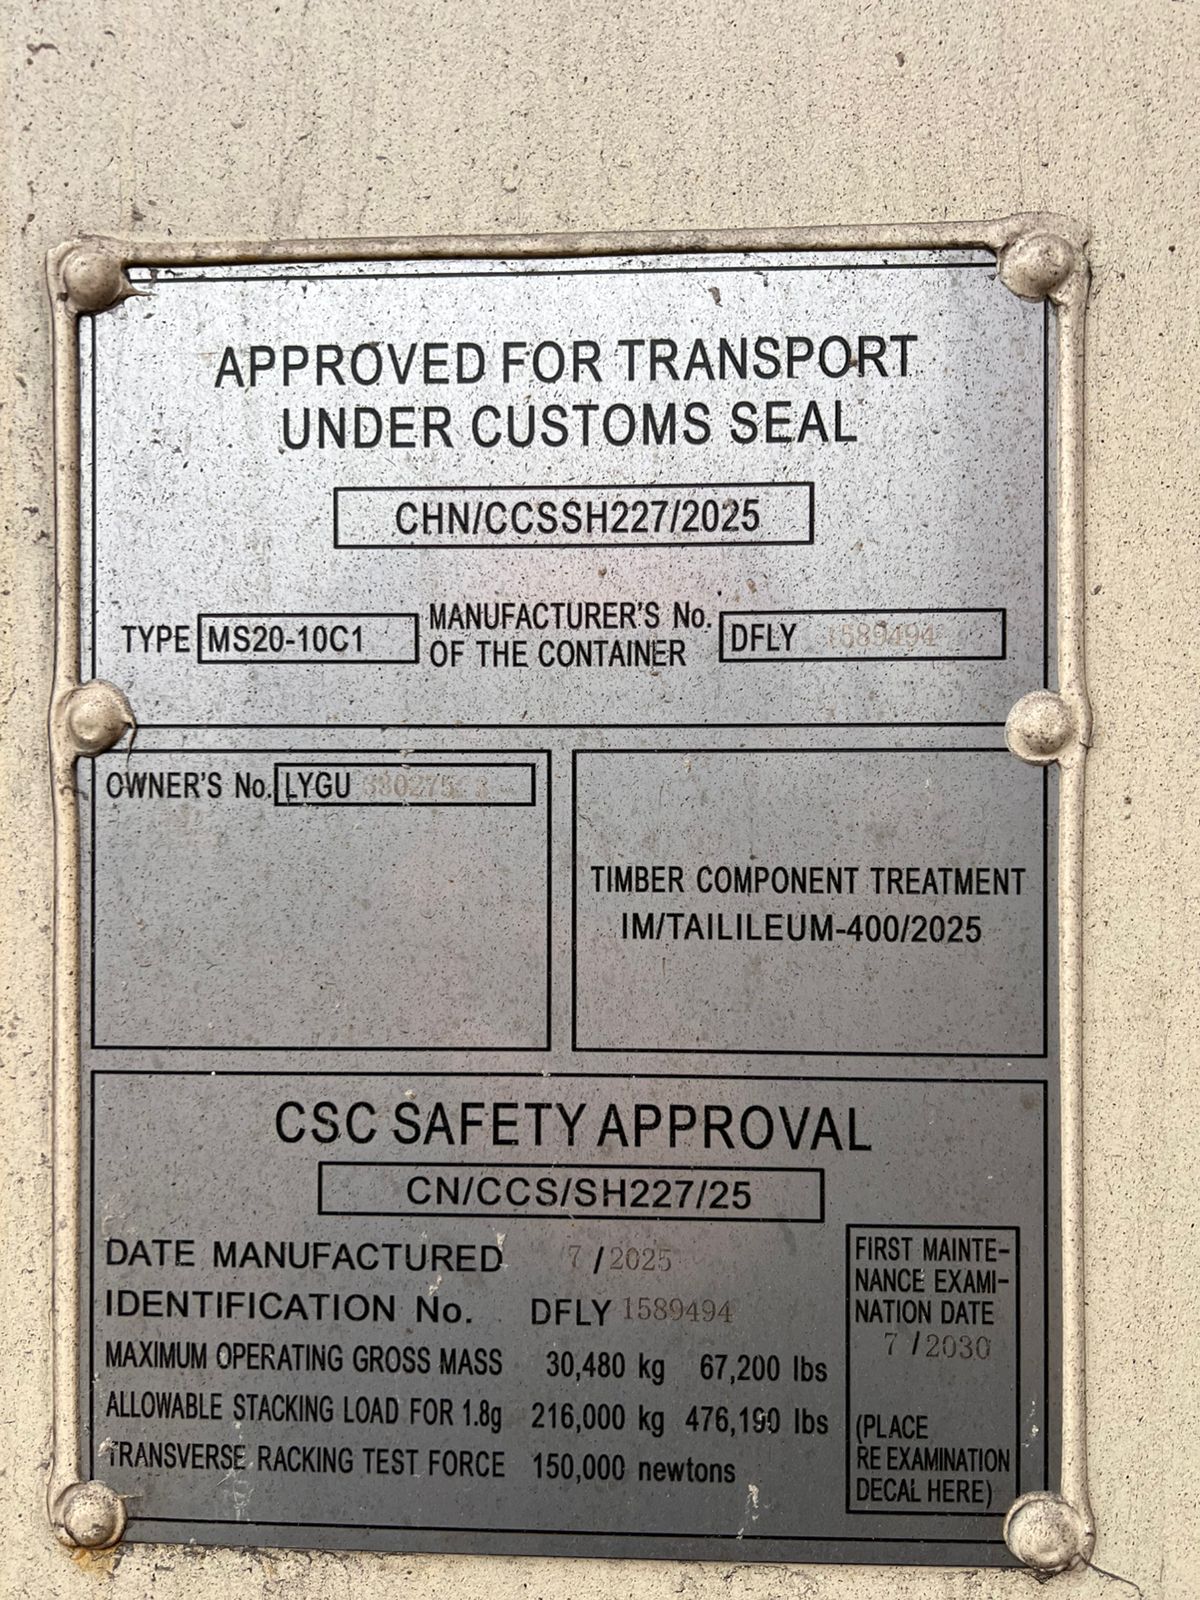 APPROVED FOR TRANSPORT
UNDER CUSTOMS SEAL
CHN/CCSSH227/2025
TYPE MS20-10C1 MANUFACTURER'S No. OF THE CONTAINER DFLY 1589494
OWNER'S No. LYGU
TIMBER COMPONENT TREATMENT
IM/TAILILEUM-400/2025
CSC SAFETY APPROVAL
CN/CCS/SH227/25
DATE MANUFACTURED 7 / 2025
IDENTIFICATION No. DFLY 1589494
MAXIMUM OPERATING GROSS MASS 30,480 kg 67,200 lbs
ALLOWABLE STACKING LOAD FOR 1.8g 216,000 kg 476,190 lbs
TRANSVERSE RACKING TEST FORCE 150,000 newtons
FIRST MAINTE-
NANCE EXAMI-
NATION DATE
7 / 2030
(PLACE
RE EXAMINATION
DECAL HERE)